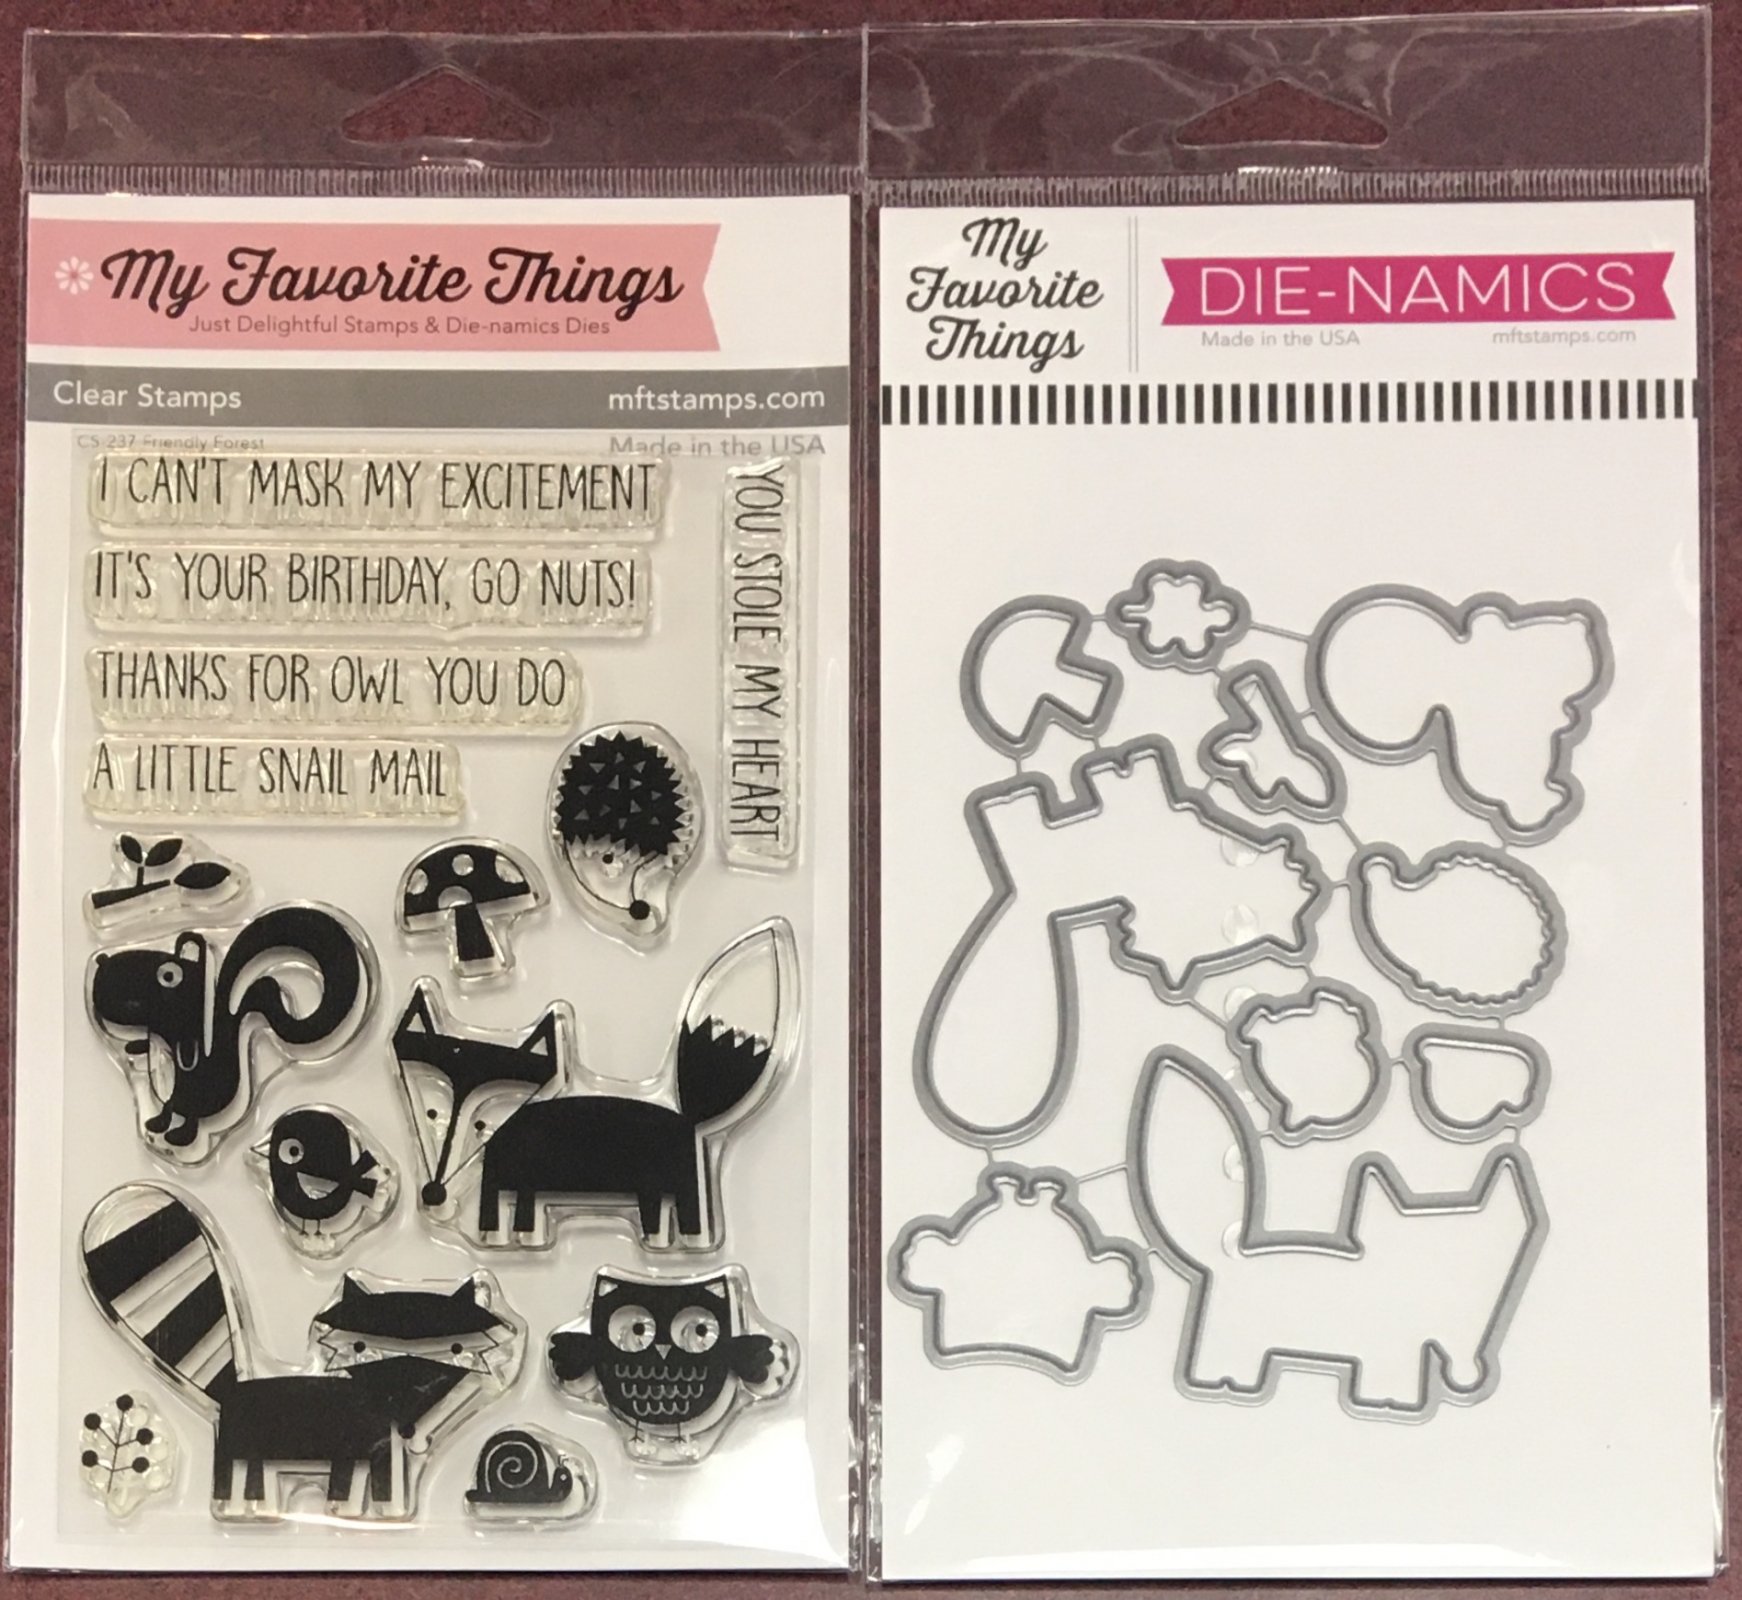 My Favorite Things
Just Delightful Stamps & Die-namics Dies
Clear Stamps
mftstamps.com
CS-237 Friendly Forest
Made in the USA
I CAN'T MASK MY EXCITEMENT
IT'S YOUR BIRTHDAY, GO NUTS!
THANKS FOR OWL YOU DO
A LITTLE SNAIL MAIL
YOU STOLE MY HEART
My
Favorite
Things
DIE-NAMICS
Made in the USA
mftstamps.com